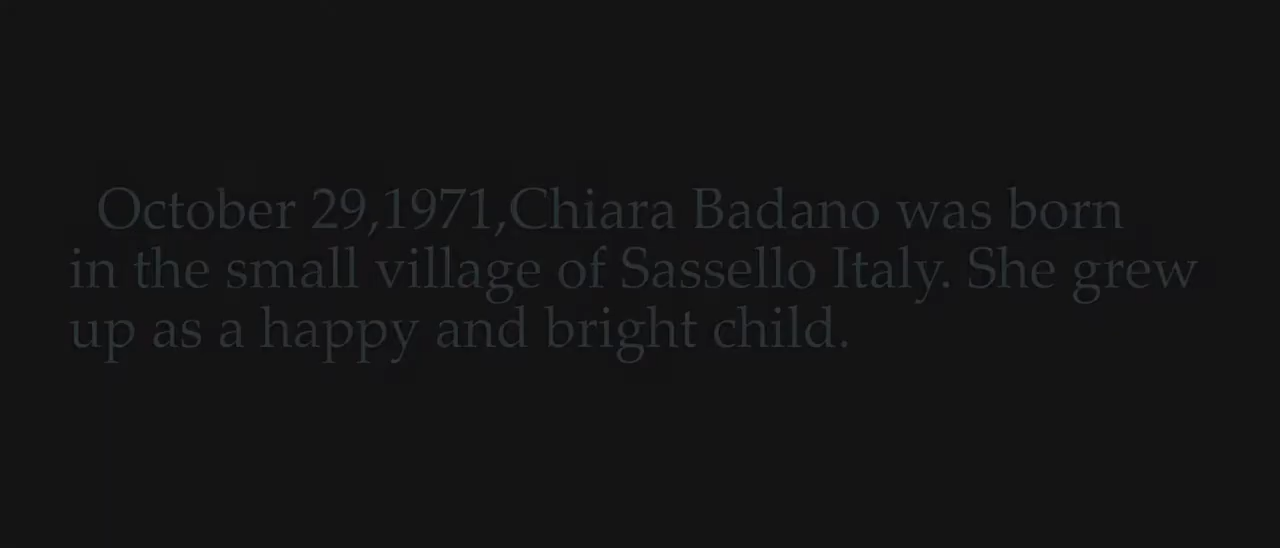 October 29,1971,Chiara Badano was born
in the small village of Sassello Italy. She grew
up as a happy and bright child.